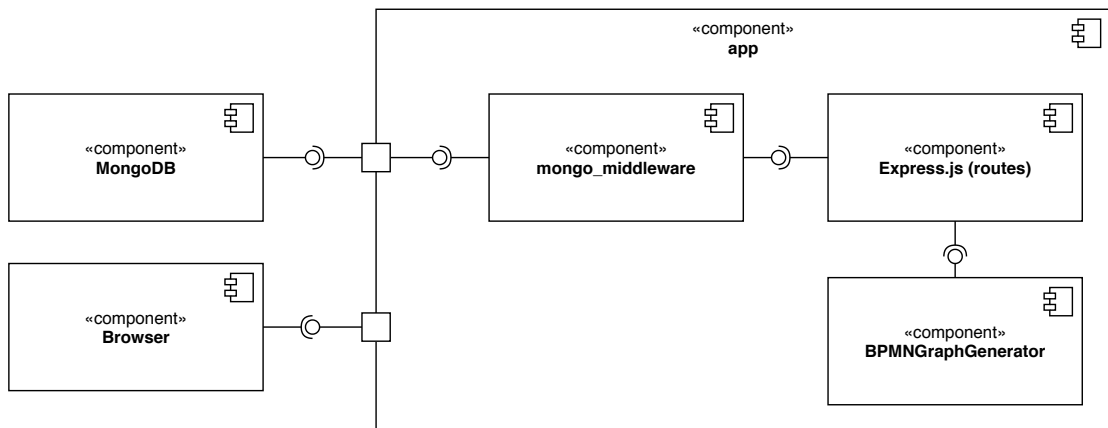 «component»
app
«component»
MongoDB
«component»
mongo_middleware
«component»
Express.js (routes)
«component»
Browser
«component»
BPMNGraphGenerator